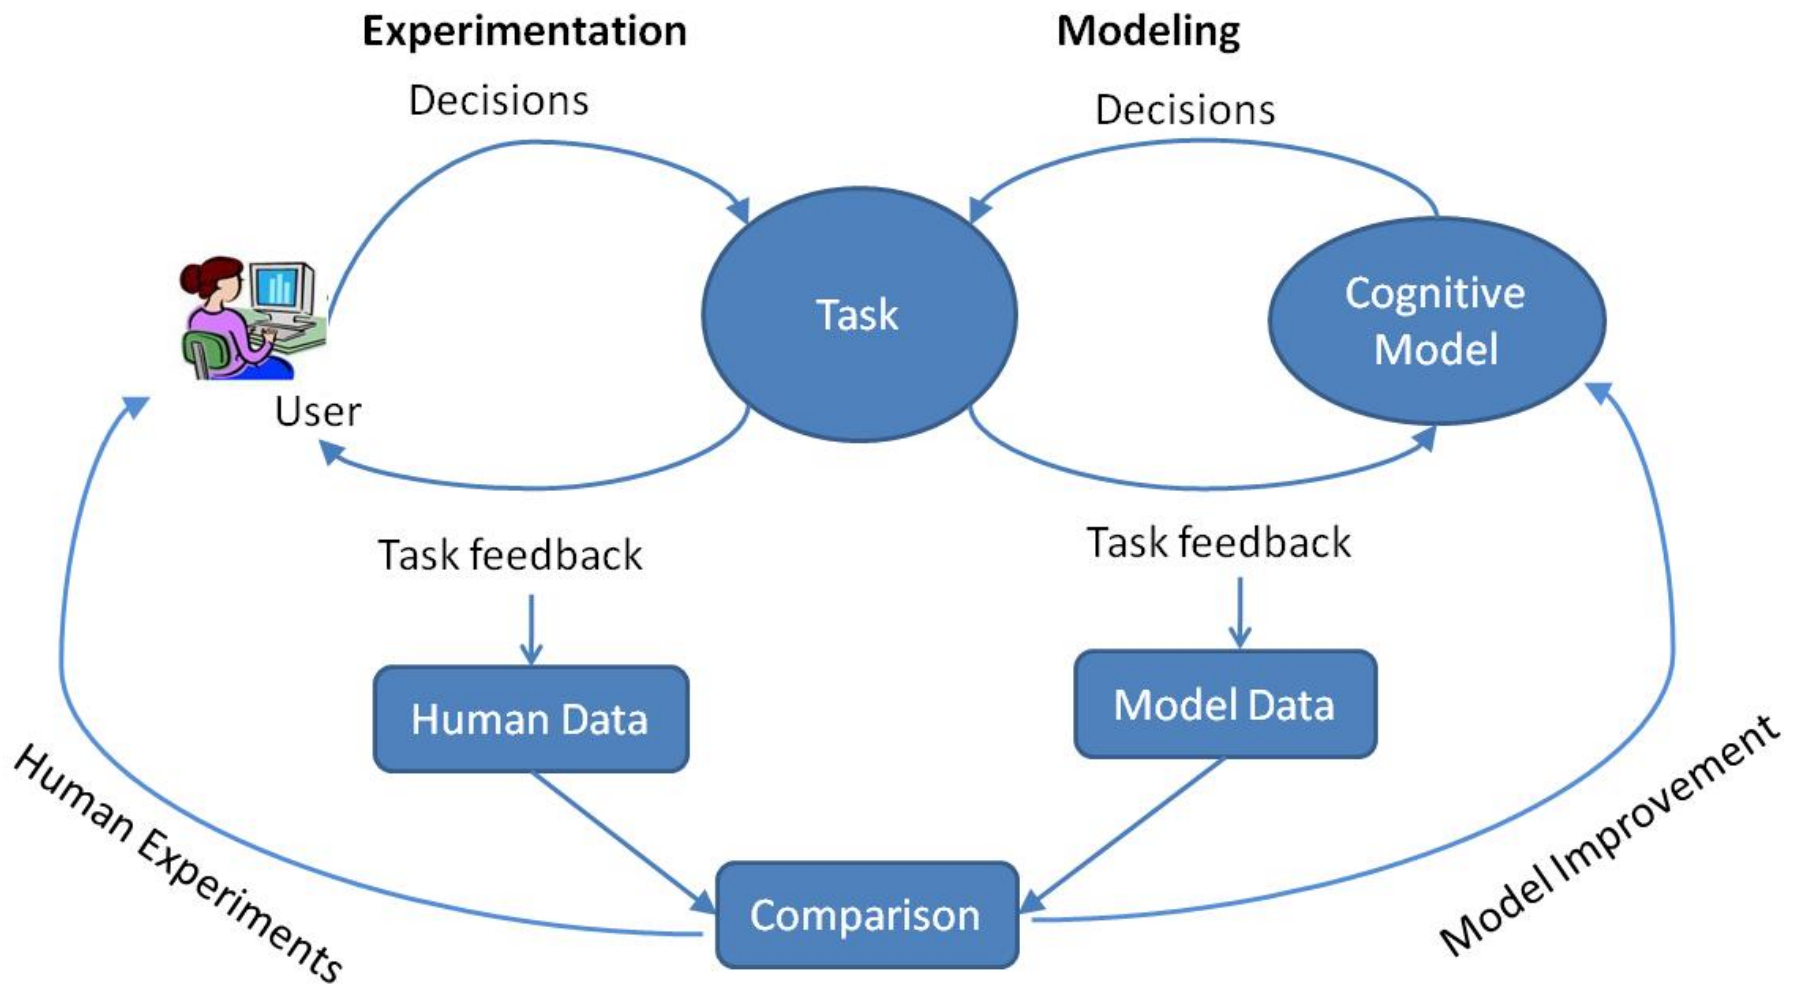 Experimentation
Modeling
Decisions
Decisions
Task
Cognitive
Model
User
Task feedback
Task feedback
Human Data
Model Data
Human Experiments
Model Improvement
Comparison